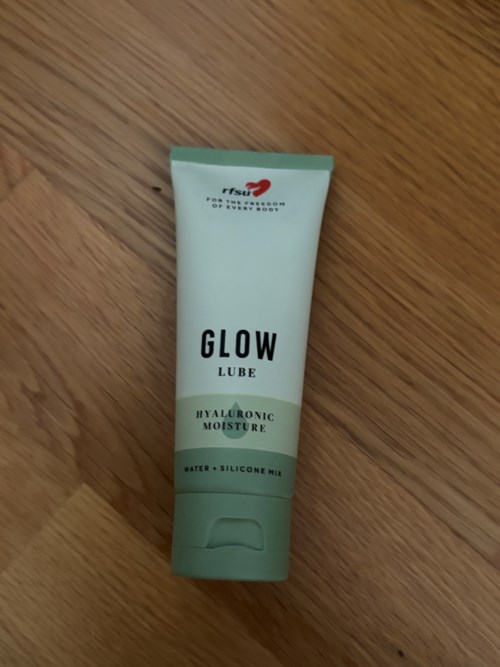 rfsu
FOR THE FREEDOM
OF EVERY BODY
GLOW
LUBE
HYALURONIC
MOISTURE
WATER + SILICONE MIX